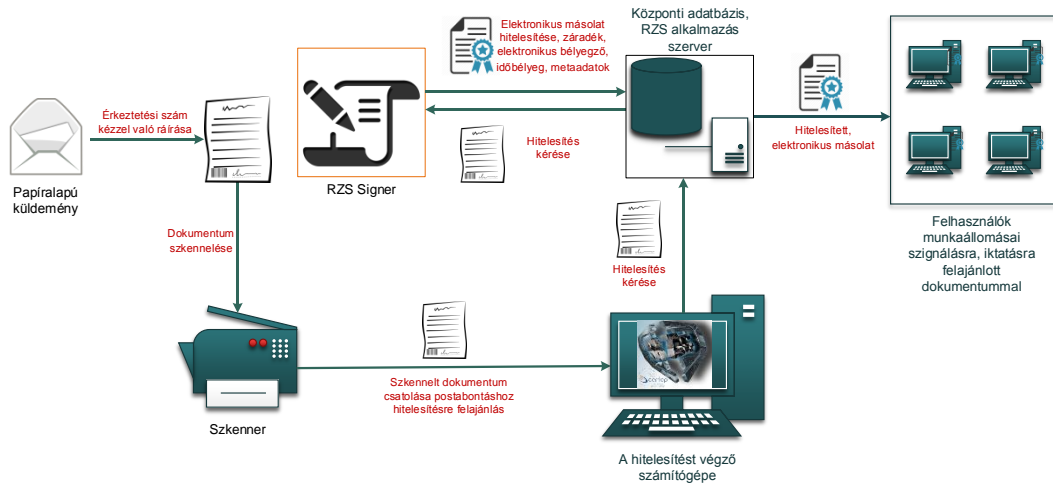 Elektronikus másolat
hitelesítése, záradék,
elektronikus bélyegző,
időbélyeg, metaadatok
Központi adatbázis,
RZS alkalmazás
szerver
Érkeztetési szám
kézzel való ráírása
Papíralapú
küldemény
RZS Signer
Hitelesítés
kérése
Hitelesített,
elektronikus másolat
Felhasználók
munkaállomásai
szignálásra, iktatásra
felajánlott
dokumentummal
Dokumentum
szkennelése
Hitelesítés
kérése
Szkennelt dokumentum
csatolása postabontáshoz
hitelesítésre felajánlás
Szkenner
A hitelesítést végző
számítógépe